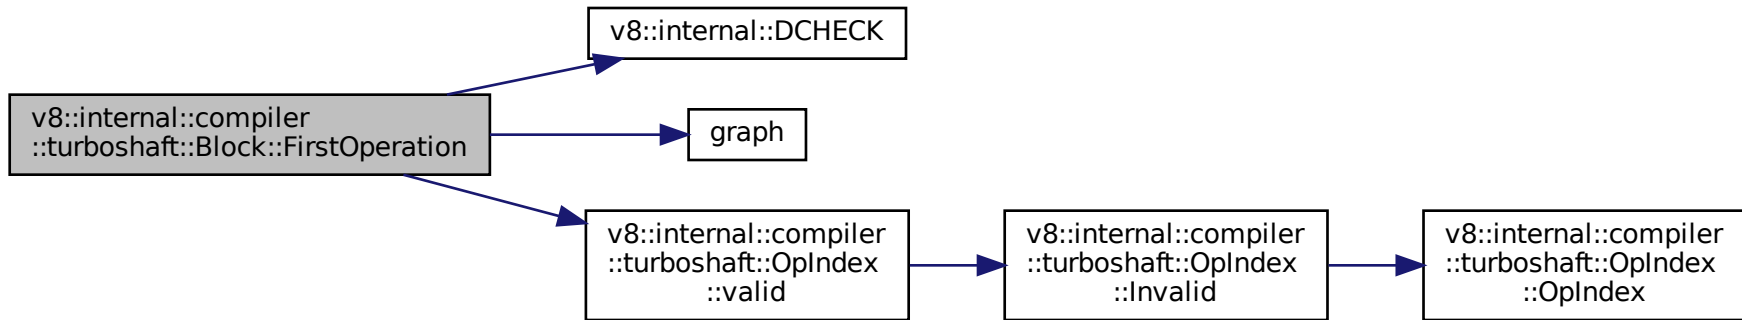 v8::internal::DCHECK
v8::internal::compiler
::turboshaft::Block::FirstOperation
graph
v8::internal::compiler
::turboshaft::OpIndex
::valid
v8::internal::compiler
::turboshaft::OpIndex
::Invalid
v8::internal::compiler
::turboshaft::OpIndex
::OpIndex